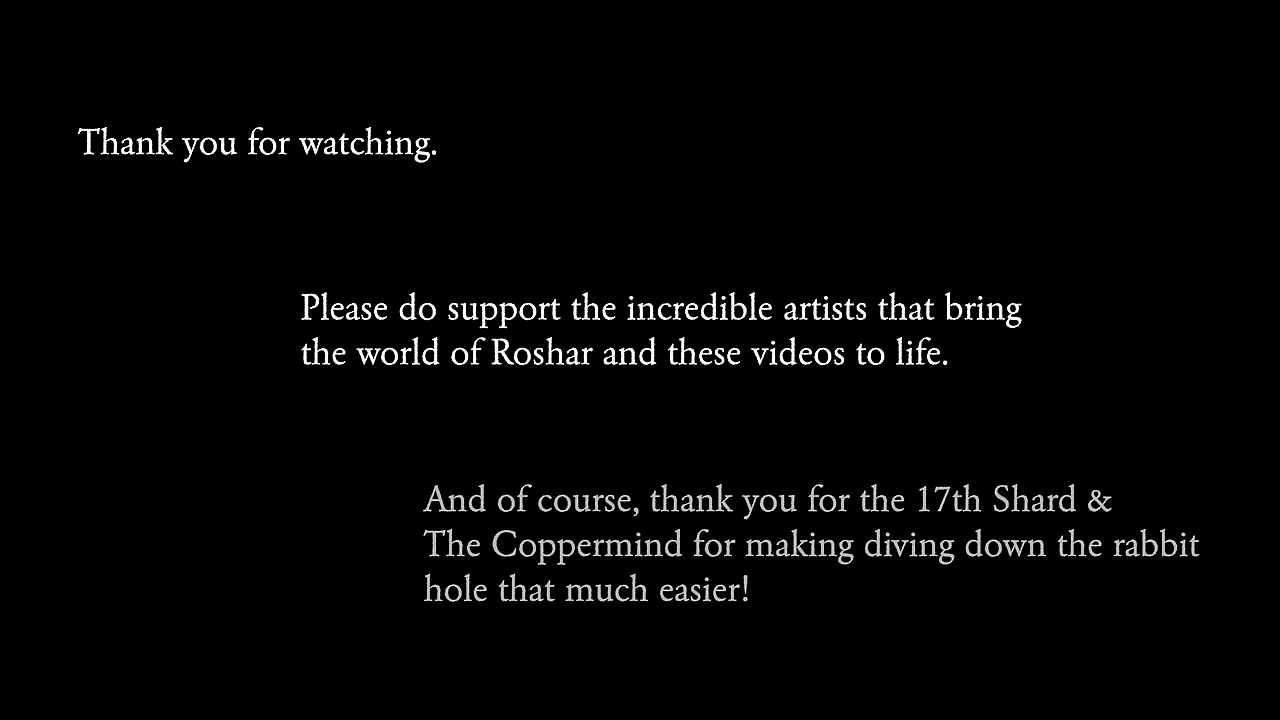 Thank you for watching.
Please do support the incredible artists that bring
the world of Roshar and these videos to life.
And of course, thank you for the 17th Shard &
The Coppermind for making diving down the rabbit
hole that much easier!